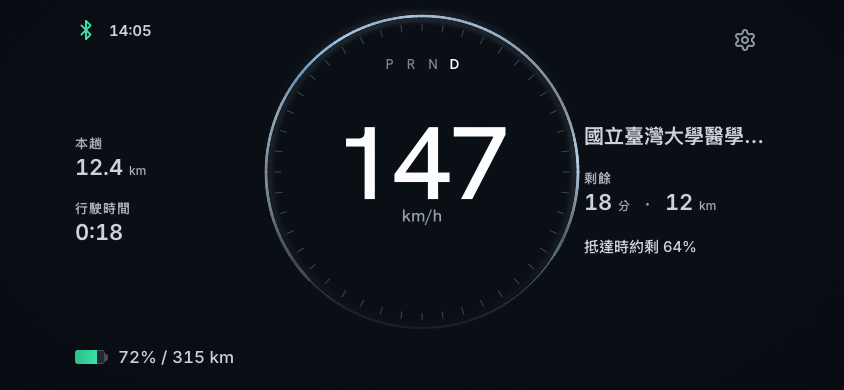 14:05
P R N D
本趟
12.4 km
行駛時間
0:18
147
km/h
國立臺灣大學醫學...
剩餘
18 分 · 12 km
抵達時約剩 64%
72% / 315 km